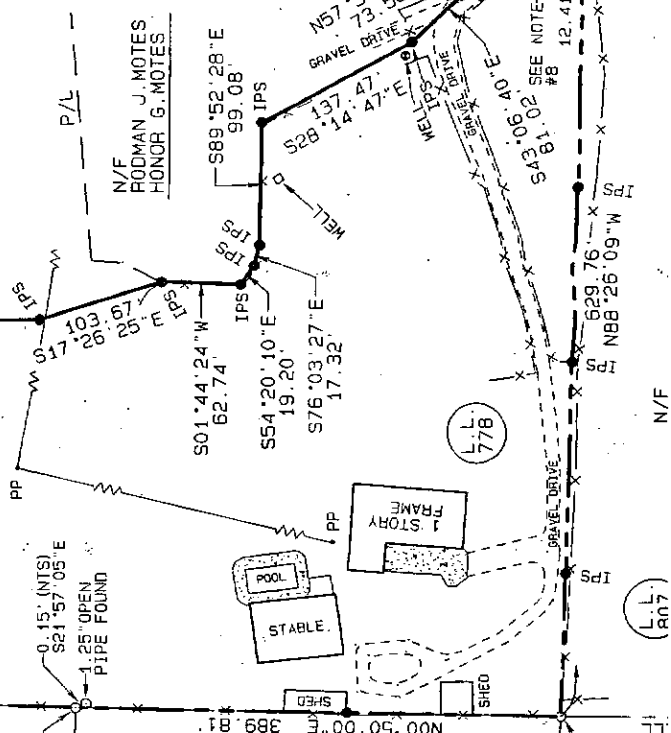 P/L
N/F
RODMAN J. MOTES
HONOR G. MOTES
S89°52'28"E
99.08'
GRAVEL DRIVE
137.47'
S28°14'47"E
IPS
WELL
IPS
GRAVEL DRIVE
S43°06'40"E
81.02'
SEE NOTE
#8
12.41
IPS
103.67'
S17°26'25"E
IPS
IPS
IPS
IPS
WELL
S01°44'24"W
62.74'
S54°20'10"E
19.20'
S76°03'27"E
17.32'
IPS
629.76'
N88°26'09"W
IPS
N/F
L.L.
778
PP
PP
1 STORY
FRAME
GRAVEL DRIVE
POOL
STABLE
0.15' (NTS)
S21°57'05"E
1.25"OPEN
PIPE FOUND
SHED
SHED
IPS
L.L.
807
389.81'
N00°50'00"E